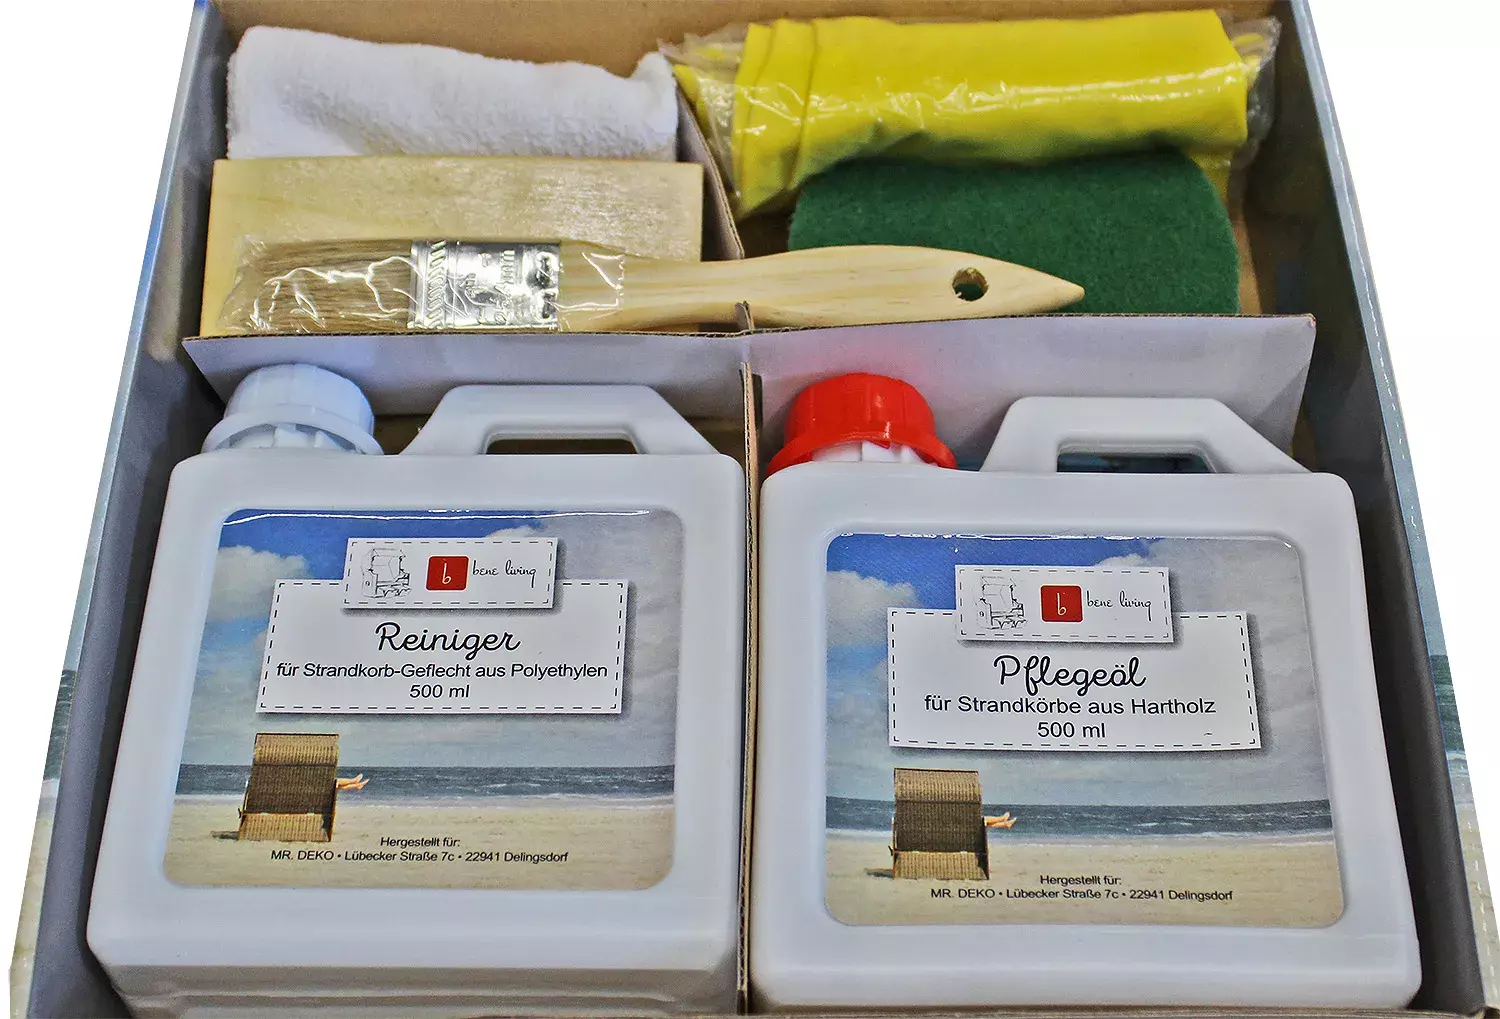 b bene living
Reiniger
für Strandkorb-Geflecht aus Polyethylen
500 ml
Hergestellt für:
MR. DEKO • Lübecker Straße 7c • 22941 Delingsdorf
b bene living
Pflegeöl
für Strandkörbe aus Hartholz
500 ml
Hergestellt für:
MR. DEKO • Lübecker Straße 7c • 22941 Delingsdorf